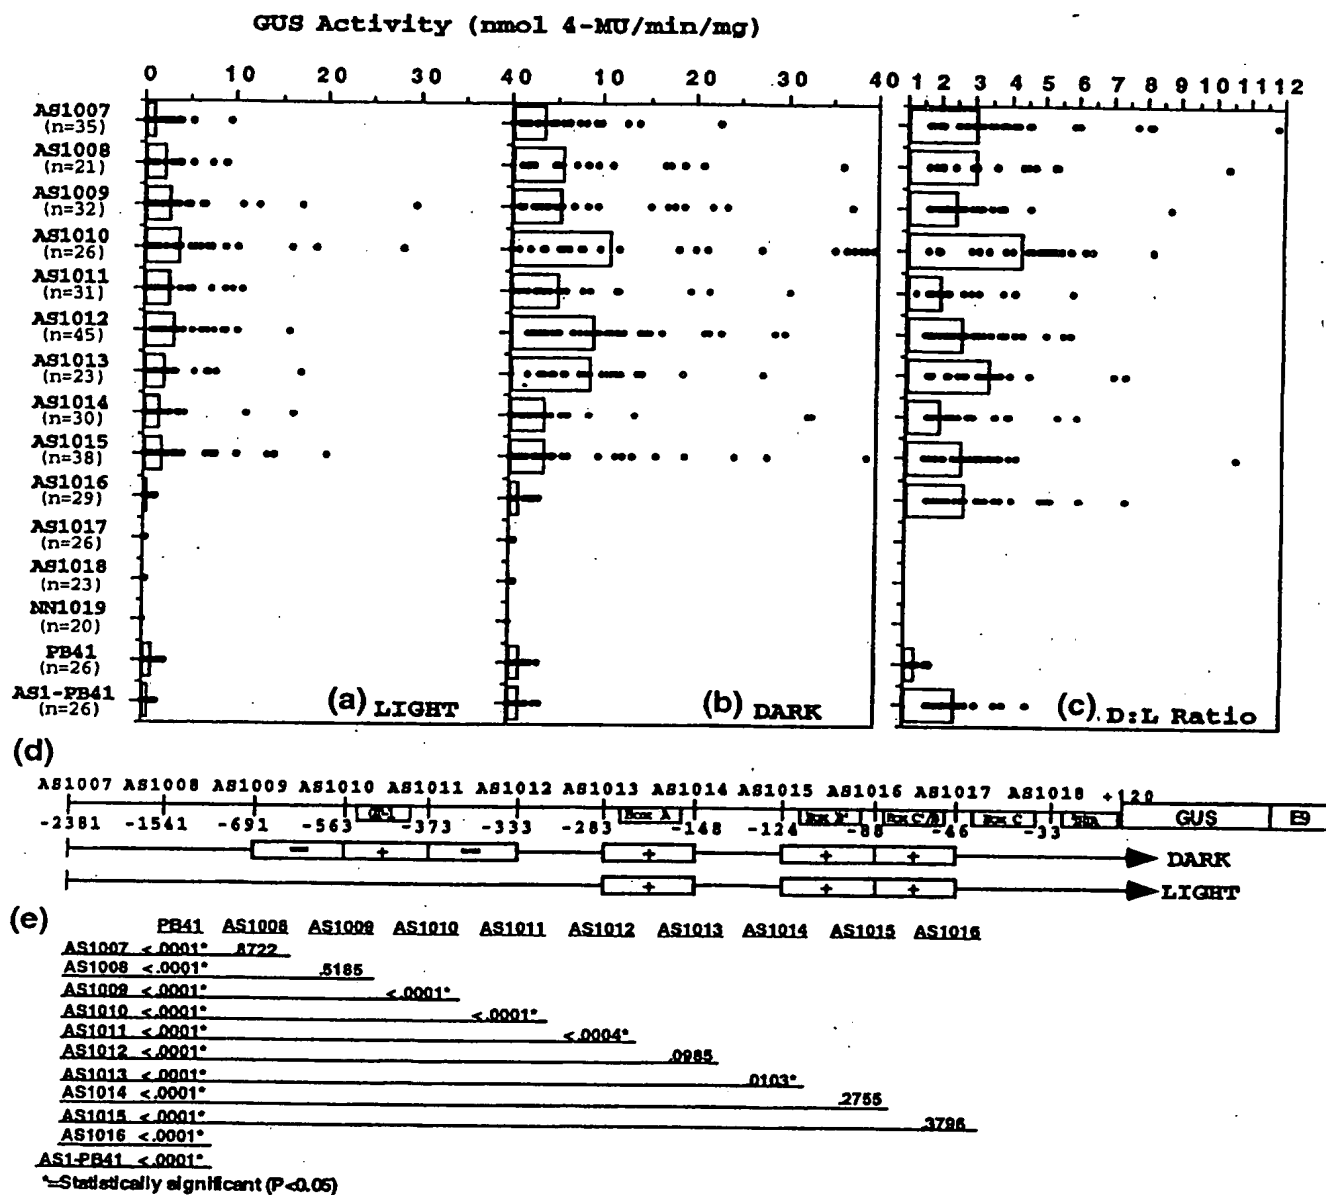 GUS Activity (nmol 4-MU/min/mg)
0 10 20 30 40 10 20 30 40 1 2 3 4 5 6 7 8 9 10 11 12
AS1007
(n=35)
AS1008
(n=21)
AS1009
(n=32)
AS1010
(n=26)
AS1011
(n=31)
AS1012
(n=45)
AS1013
(n=23)
AS1014
(n=30)
AS1015
(n=38)
AS1016
(n=29)
AS1017
(n=26)
AS1018
(n=23)
NN1019
(n=20)
PB41
(n=26)
AS1-PB41
(n=26)
(a) LIGHT (b) DARK (c) D:L Ratio
(d)
AS1007 AS1008 AS1009 AS1010 AS1011 AS1012 AS1013 AS1014 AS1015 AS1016 AS1017 AS1018 +120
GT-1 Box A Box C GUS E9
-2381 -1541 -691 -563 -373 -333 -283 -148 -124 -88 -46 -33
− + − + + + DARK
+ + + LIGHT
(e)
PB41 AS1008 AS1009 AS1010 AS1011 AS1012 AS1013 AS1014 AS1015 AS1016
AS1007 <.0001* .8722
AS1008 <.0001* .5185
AS1009 <.0001* <.0001*
AS1010 <.0001* <.0001*
AS1011 <.0001* <.0004*
AS1012 <.0001* .0985
AS1013 <.0001* .0103*
AS1014 <.0001* .2755
AS1015 <.0001* .3796
AS1016 <.0001*
AS1-PB41 <.0001*
*=Statistically significant (P<0.05)